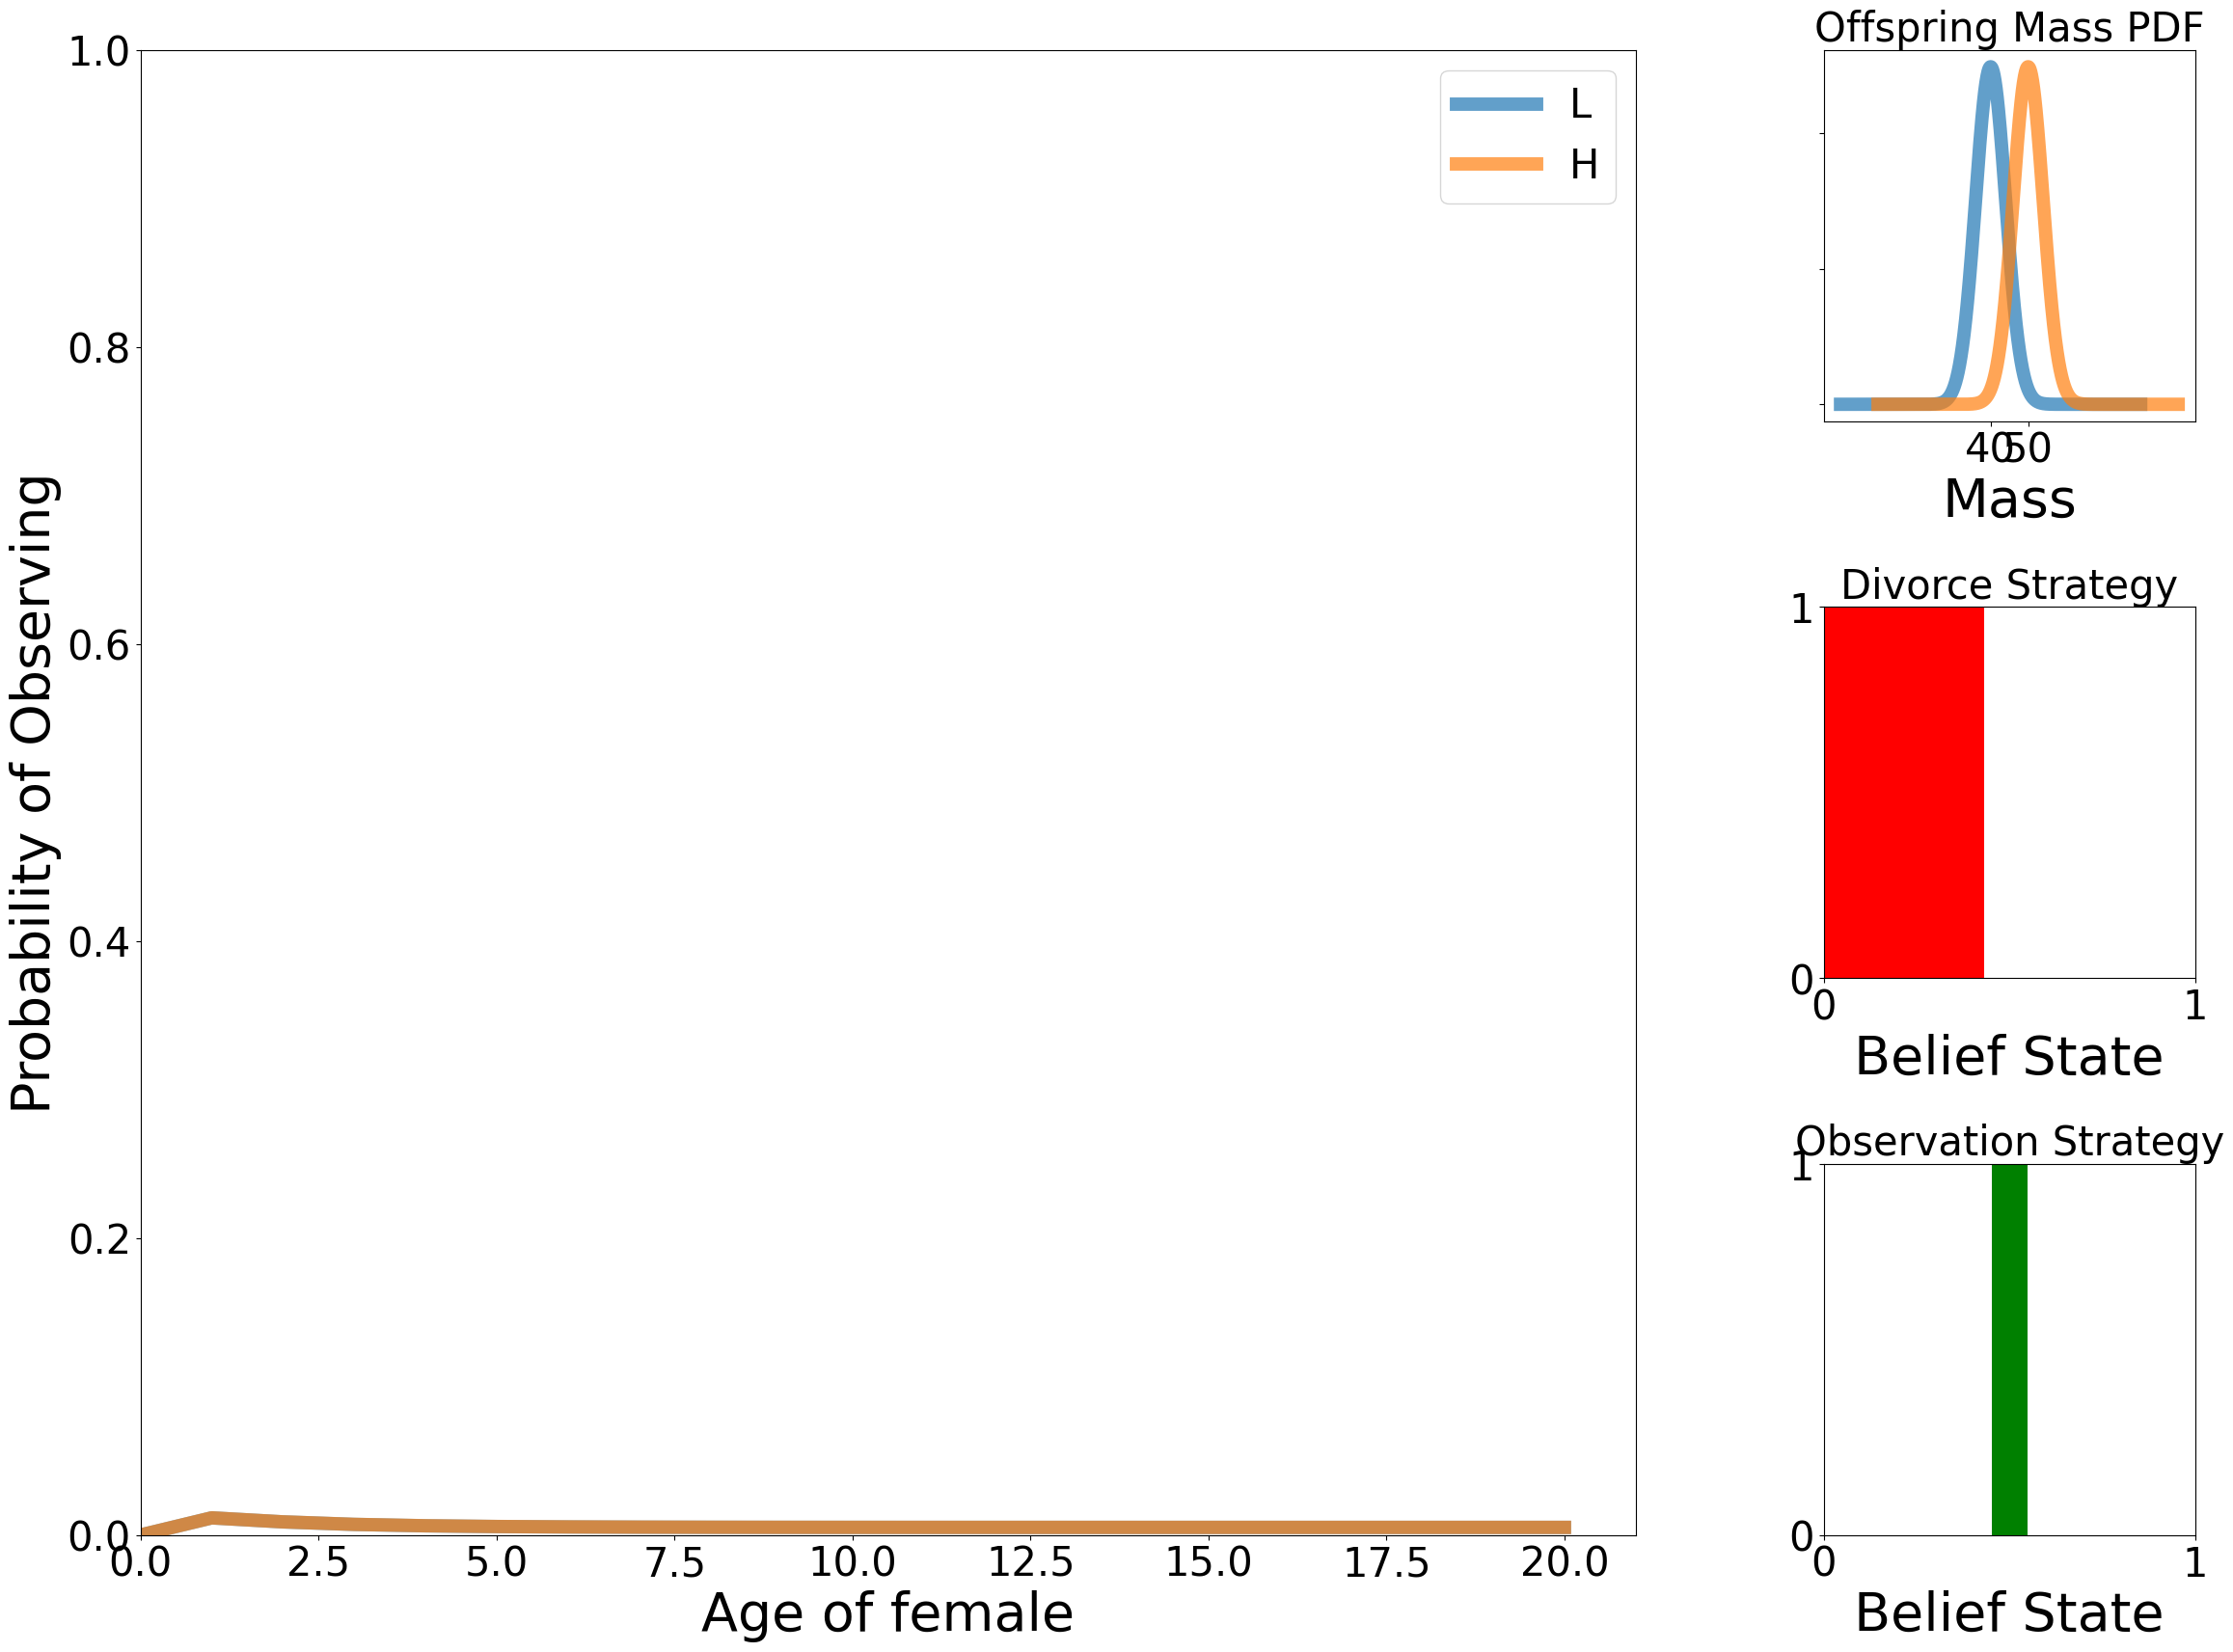 Probability of Observing
1.0
0.8
0.6
0.4
0.2
0.0
0.0 2.5 5.0 7.5 10.0 12.5 15.0 17.5 20.0
Age of female
L
H
Offspring Mass PDF
40 50
Mass
Divorce Strategy
1
0
0 1
Belief State
Observation Strategy
1
0
0 1
Belief State